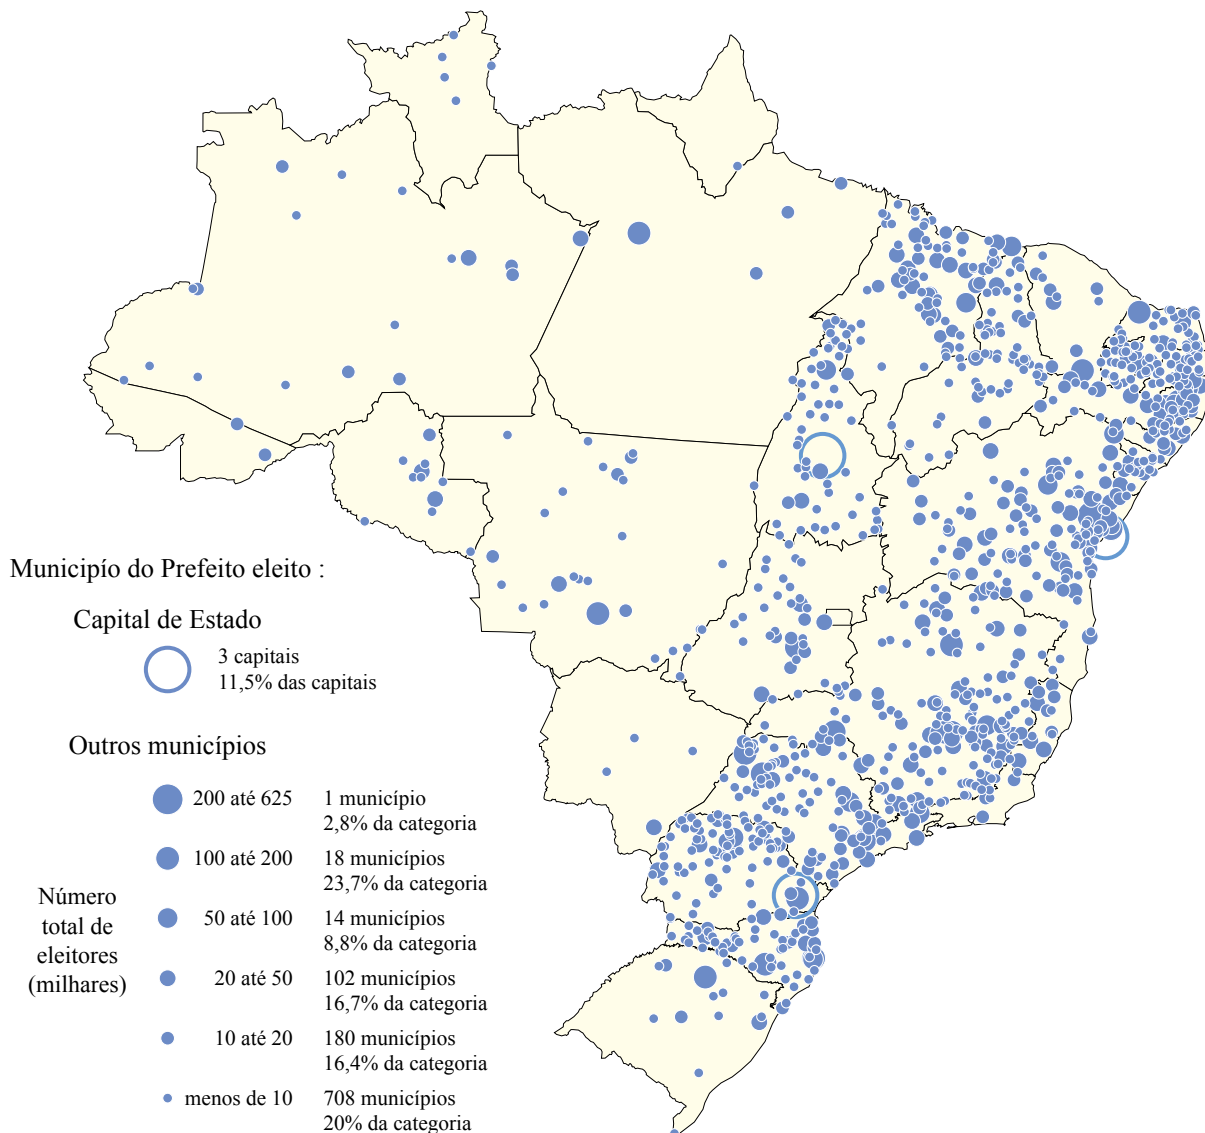 Municipío do Prefeito eleito :
Capital de Estado
3 capitais
11,5% das capitais
Outros municípios
200 até 625 1 município
2,8% da categoria
100 até 200 18 municípios
23,7% da categoria
50 até 100 14 municípios
8,8% da categoria
20 até 50 102 municípios
16,7% da categoria
10 até 20 180 municípios
16,4% da categoria
menos de 10 708 municípios
20% da categoria
Número
total de
eleitores
(milhares)